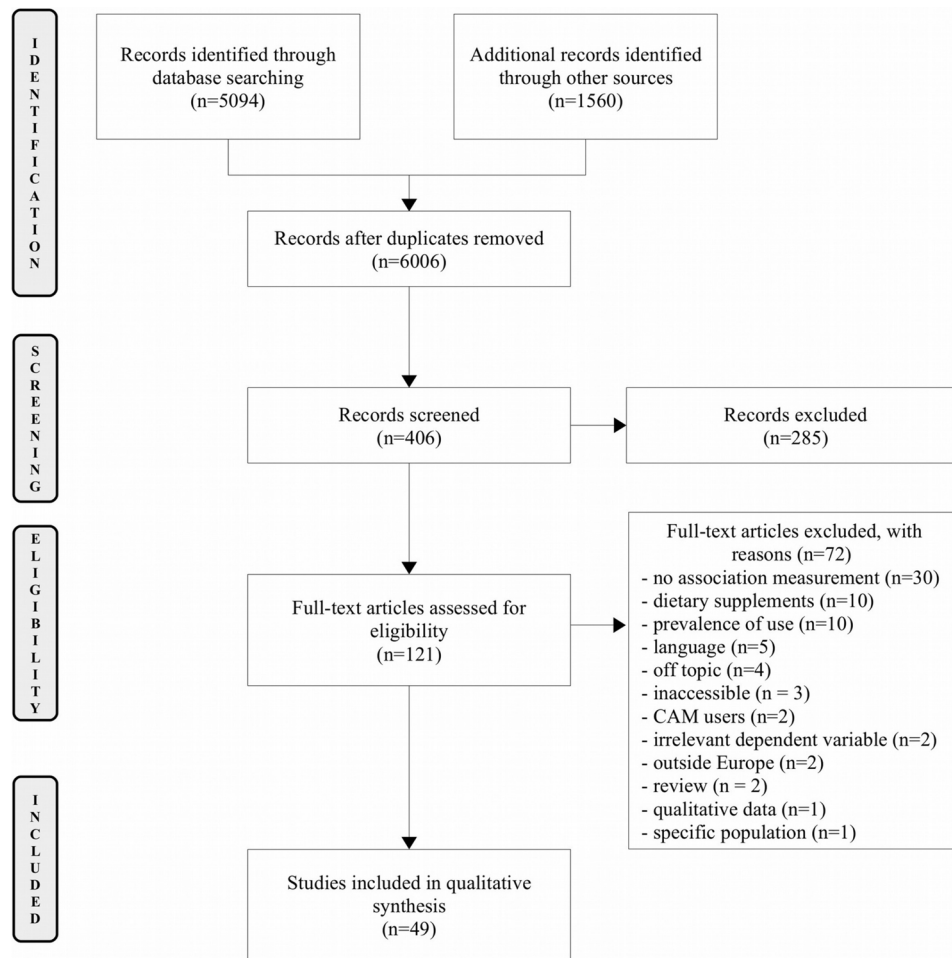 IDENTIFICATION
Records identified through
database searching
(n=5094)
Additional records identified
through other sources
(n=1560)
Records after duplicates removed
(n=6006)
SCREENING
Records screened
(n=406)
Records excluded
(n=285)
ELIGIBILITY
Full-text articles assessed for
eligibility
(n=121)
Full-text articles excluded, with
reasons (n=72)
- no association measurement (n=30)
- dietary supplements (n=10)
- prevalence of use (n=10)
- language (n=5)
- off topic (n=4)
- inaccessible (n = 3)
- CAM users (n=2)
- irrelevant dependent variable (n=2)
- outside Europe (n=2)
- review (n = 2)
- qualitative data (n=1)
- specific population (n=1)
INCLUDED
Studies included in qualitative
synthesis
(n=49)